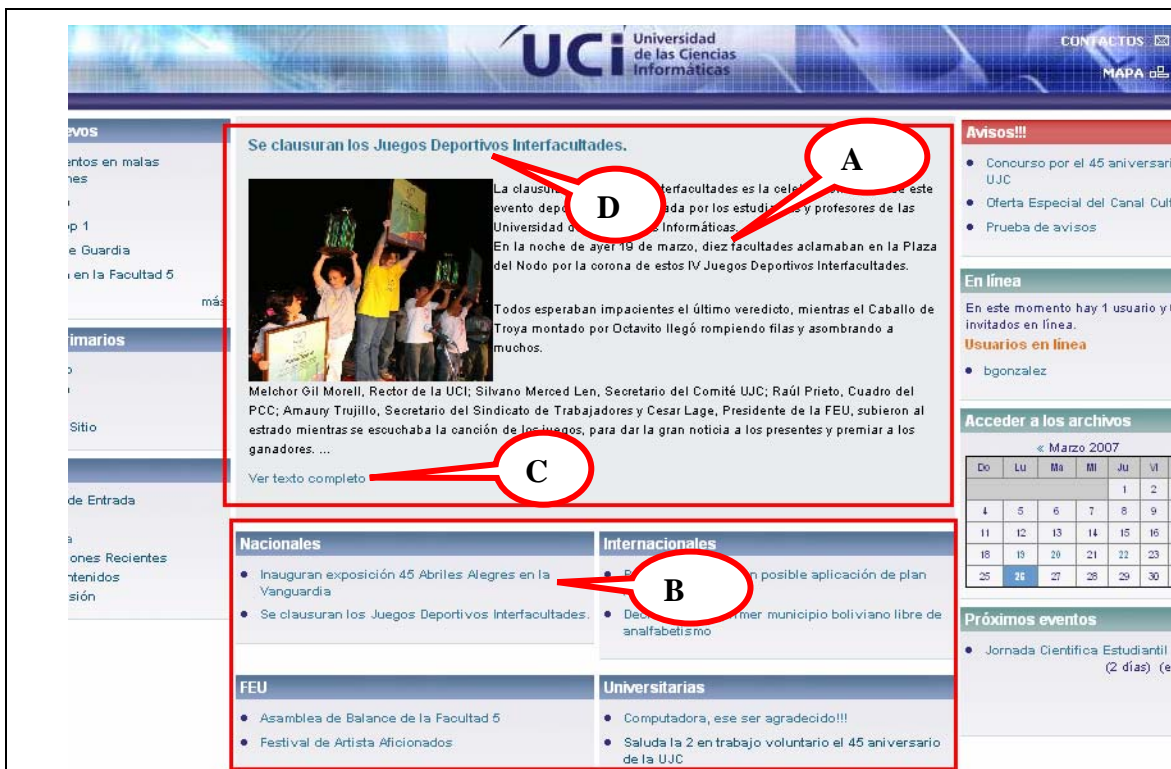 UCi Universidad
de las Ciencias
Informáticas
CONTACTOS
MAPA
evos
entos en malas
nes
op 1
e Guardia
en la Facultad 5
más
imarios
Sitio
de Entrada
ones Recientes
ntenidos
sión
Se clausuran los Juegos Deportivos Interfacultades.
A
D
La clausu terfacultades es la este
evento depo ada por los estudia y profesores de las
Universidad d s Informáticas.
En la noche de ayer 19 de marzo, diez facultades aclamaban en la Plaza
del Nodo por la corona de estos IV Juegos Deportivos Interfacultades.
Todos esperaban impacientes el último veredicto, mientras el Caballo de
Troya montado por Octavito llegó rompiendo filas y asombrando a
muchos.
Melchor Gil Morell, Rector de la UCI; Silvano Merced Len, Secretario del Comité UJC; Raúl Prieto, Cuadro del
PCC; Amaury Trujillo, Secretario del Sindicato de Trabajadores y Cesar Lage, Presidente de la FEU, subieron al
estrado mientras se escuchaba la canción de los juegos, para dar la gran noticia a los presentes y premiar a los
ganadores. ...
Ver texto completo
C
Nacionales
Inauguran exposición 45 Abriles Alegres en la
Vanguardia
Se clausuran los Juegos Deportivos Interfacultades.
B
Internacionales
n posible aplicación de plan
mer municipio boliviano libre de
analfabetismo
FEU
Asamblea de Balance de la Facultad 5
Festival de Artista Aficionados
Universitarias
Computadora, ese ser agradecido!!!
Saluda la 2 en trabajo voluntario el 45 aniversario
de la UJC
Avisos!!!
Concurso por el 45 aniversari
UJC
Oferta Especial del Canal Cult
Prueba de avisos
En línea
En este momento hay 1 usuario y
invitados en línea.
Usuarios en línea
bgonzalez
Acceder a los archivos
« Marzo 2007
Do Lu Ma Mi Ju Vi
1 2
4 5 6 7 8 9
11 12 13 14 15 16
18 19 20 21 22 23
25 26 27 28 29 30
Próximos eventos
Jornada Científica Estudiantil
(2 días) (e